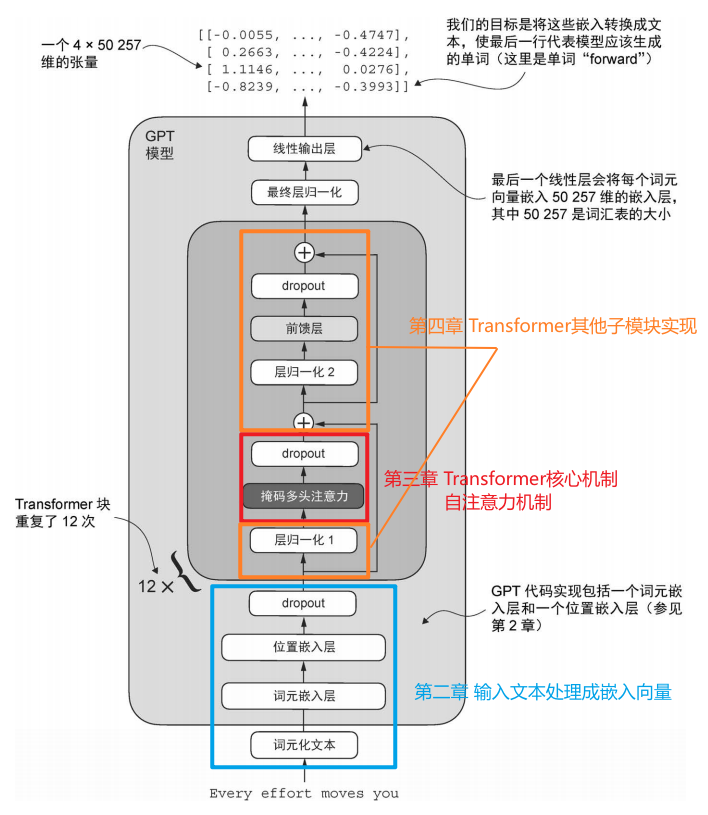 [[-0.0055, ..., -0.4747],
[ 0.2663, ..., -0.4224],
[ 1.1146, ..., 0.0276],
[-0.8239, ..., -0.3993]]
一个 4 × 50 257
维的张量
我们的目标是将这些嵌入转换成文
本，使最后一行代表模型应该生成
的单词（这里是单词“forward”）
GPT
模型
线性输出层
最终层归一化
最后一个线性层会将每个词元
向量嵌入 50 257 维的嵌入层，
其中 50 257 是词汇表的大小
+
dropout
前馈层
层归一化 2
第四章 Transformer其他子模块实现
+
dropout
掩码多头注意力
第三章 Transformer核心机制
自注意力机制
层归一化 1
Transformer 块
重复了 12 次
12 ×
{
dropout
位置嵌入层
词元嵌入层
词元化文本
GPT 代码实现包括一个词元嵌
入层和一个位置嵌入层（参见
第 2 章）
第二章 输入文本处理成嵌入向量
Every effort moves you